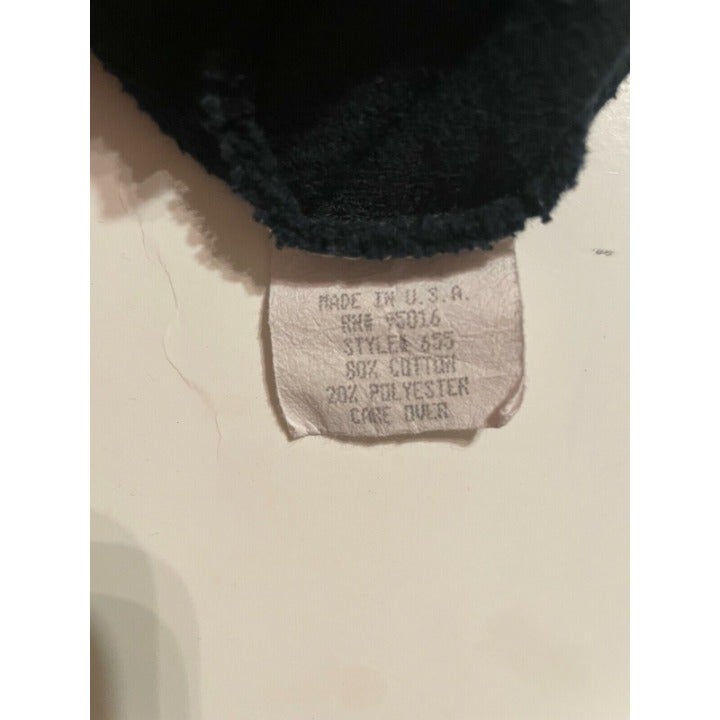 MADE IN U.S.A.
RN# 95016
STYLE# 655
80% COTTON
20% POLYESTER
CARE OVER